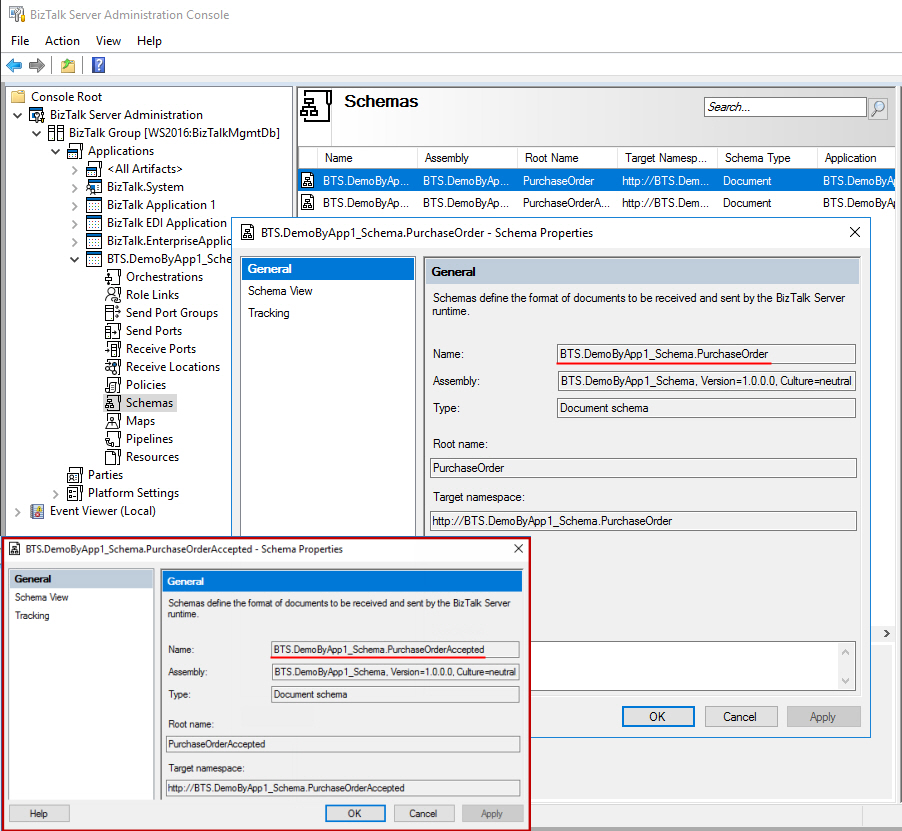 BizTalk Server Administration Console
File Action View Help
Console Root
BizTalk Server Administration
BizTalk Group [WS2016:BizTalkMgmtDb]
Applications
<All Artifacts>
BizTalk.System
BizTalk Application 1
BizTalk EDI Application
BizTalk.EnterpriseApplic
BTS.DemoByApp1_Sche
Orchestrations
Role Links
Send Port Groups
Send Ports
Receive Ports
Receive Locations
Policies
Schemas
Maps
Pipelines
Resources
Parties
Platform Settings
Event Viewer (Local)
Schemas
Search...
Name Assembly Root Name Target Namesp... Schema Type Application
BTS.DemoByAp... BTS.DemoByAp... PurchaseOrder http://BTS.Dem... Document BTS.DemoByA
BTS.DemoByAp... BTS.DemoByAp... PurchaseOrderA... http://BTS.Dem... Document BTS.DemoByA
BTS.DemoByApp1_Schema.PurchaseOrder - Schema Properties
General
Schema View
Tracking
General
Schemas define the format of documents to be received and sent by the BizTalk Server
runtime.
Name: BTS.DemoByApp1_Schema.PurchaseOrder
Assembly: BTS.DemoByApp1_Schema, Version=1.0.0.0, Culture=neutral
Type: Document schema
Root name:
PurchaseOrder
Target namespace:
http://BTS.DemoByApp1_Schema.PurchaseOrder
OK Cancel Apply
BTS.DemoByApp1_Schema.PurchaseOrderAccepted - Schema Properties
General
Schema View
Tracking
General
Schemas define the format of documents to be received and sent by the BizTalk Server
runtime.
Name: BTS.DemoByApp1_Schema.PurchaseOrderAccepted
Assembly: BTS.DemoByApp1_Schema, Version=1.0.0.0, Culture=neutral
Type: Document schema
Root name:
PurchaseOrderAccepted
Target namespace:
http://BTS.DemoByApp1_Schema.PurchaseOrderAccepted
Help OK Cancel Apply